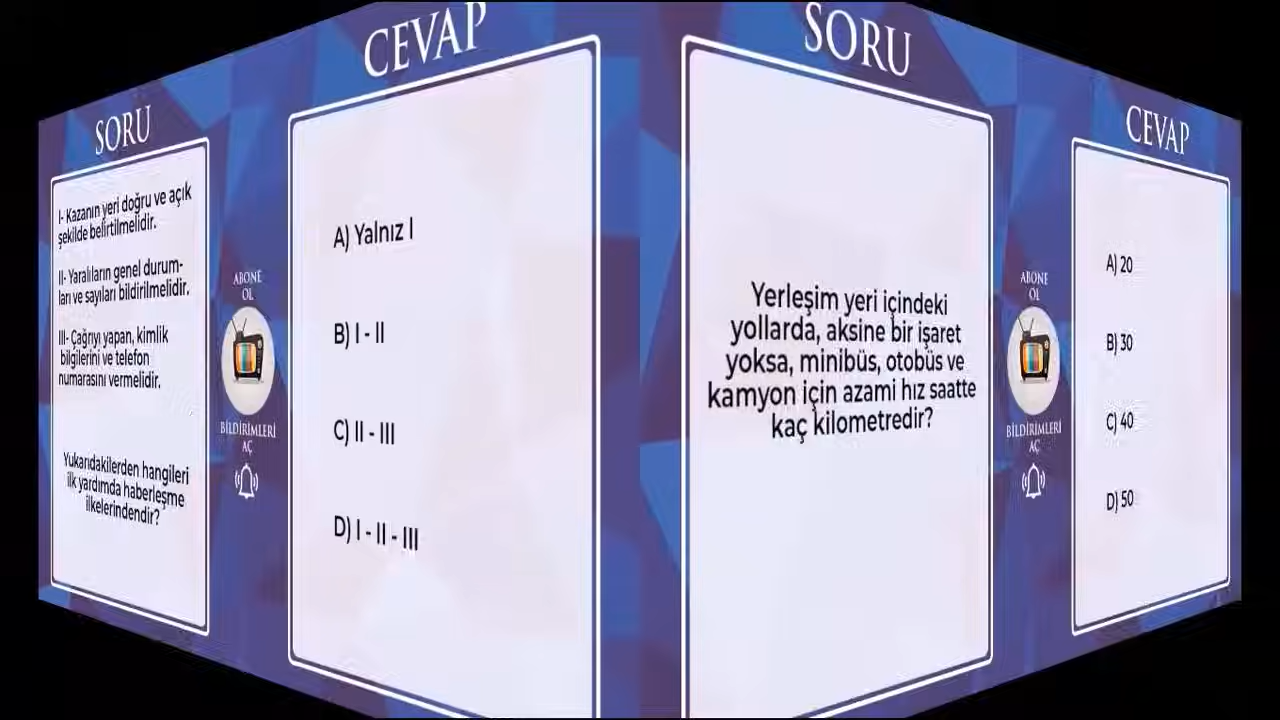 SORU
I- Kazanın yeri doğru ve açık
şekilde belirtilmelidir.
II- Yaralıların genel durum-
ları ve sayıları bildirilmelidir.
III- Çağrıyı yapan, kimlik
bilgilerini ve telefon
numarasını vermelidir.
Yukarıdakilerden hangileri
ilk yardımda haberleşme
ilkelerindendir?
ABONE
OL
BİLDİRİMLERİ
AÇ
CEVAP
A) Yalnız I
B) I - II
C) II - III
D) I - II - III
SORU
Yerleşim yeri içindeki
yollarda, aksine bir işaret
yoksa, minibüs, otobüs ve
kamyon için azami hız saatte
kaç kilometredir?
ABONE
OL
BİLDİRİMLERİ
AÇ
CEVAP
A) 20
B) 30
C) 40
D) 50